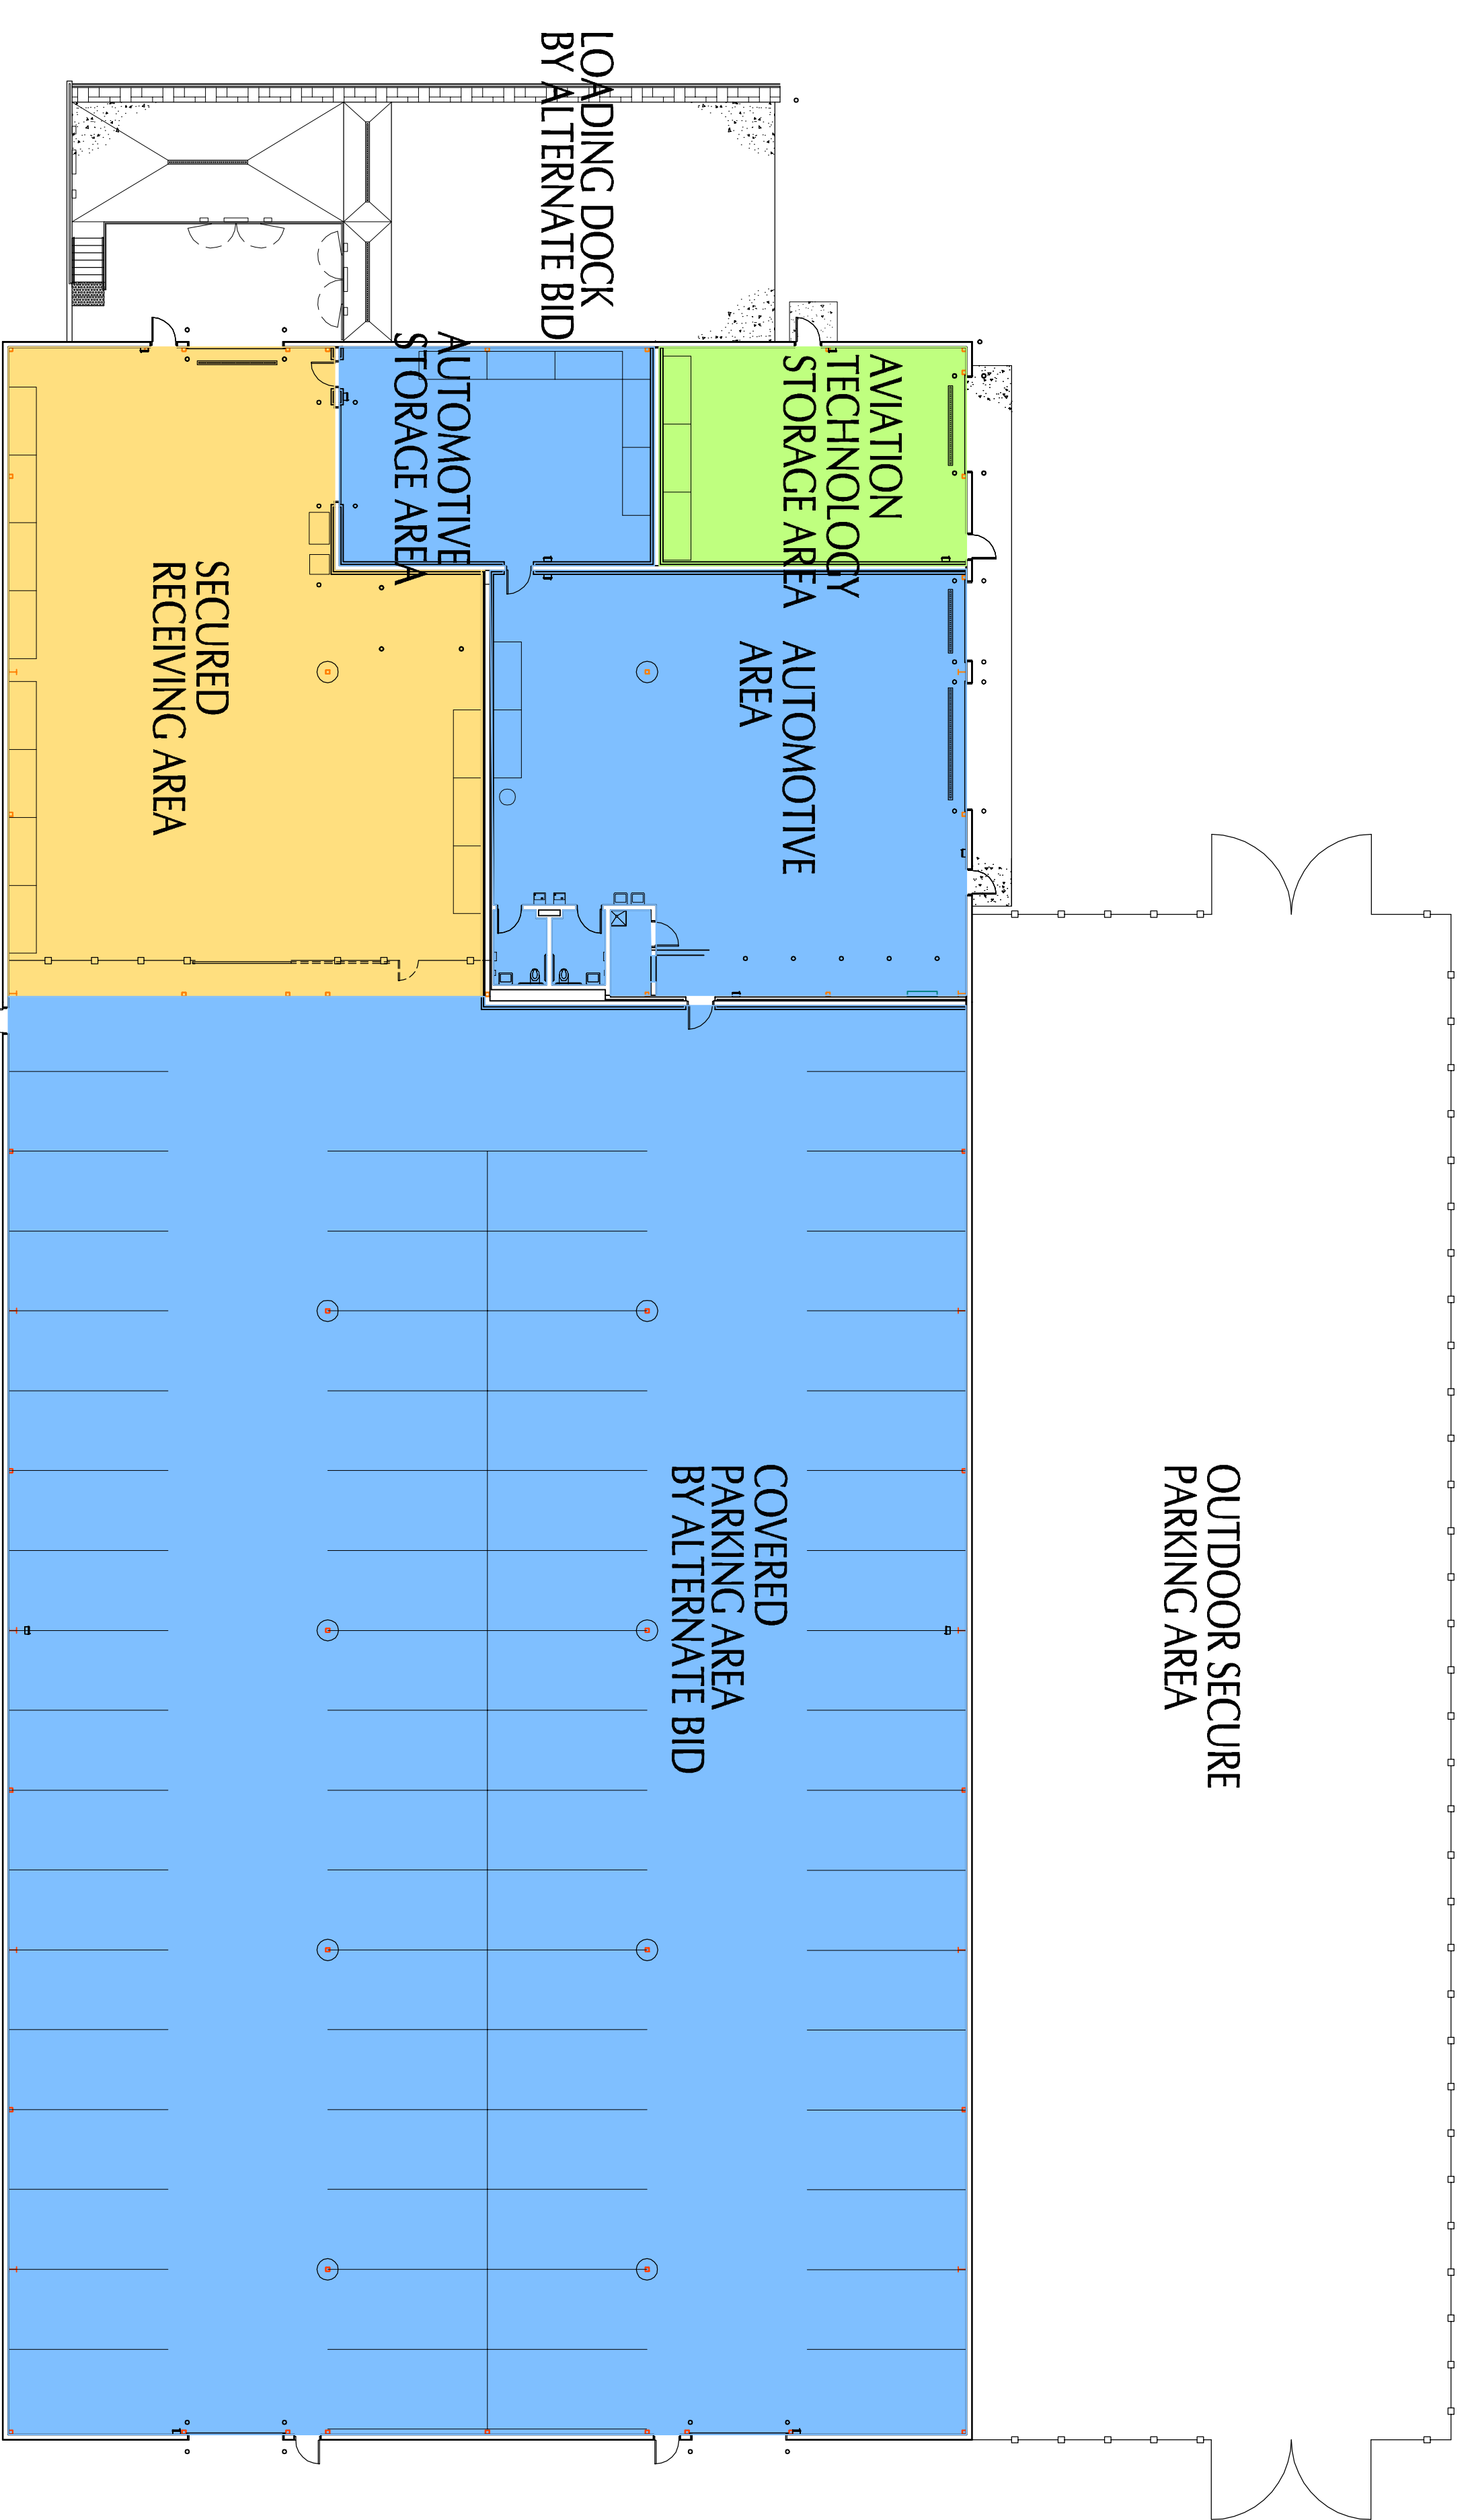 LOADING DOCK
BY ALTERNATE BID
AUTOMOTIVE
STORAGE AREA
AVIATION
TECHNOLOGY
STORAGE AREA
SECURED
RECEIVING AREA
AUTOMOTIVE
AREA
COVERED
PARKING AREA
BY ALTERNATE BID
OUTDOOR SECURE
PARKING AREA